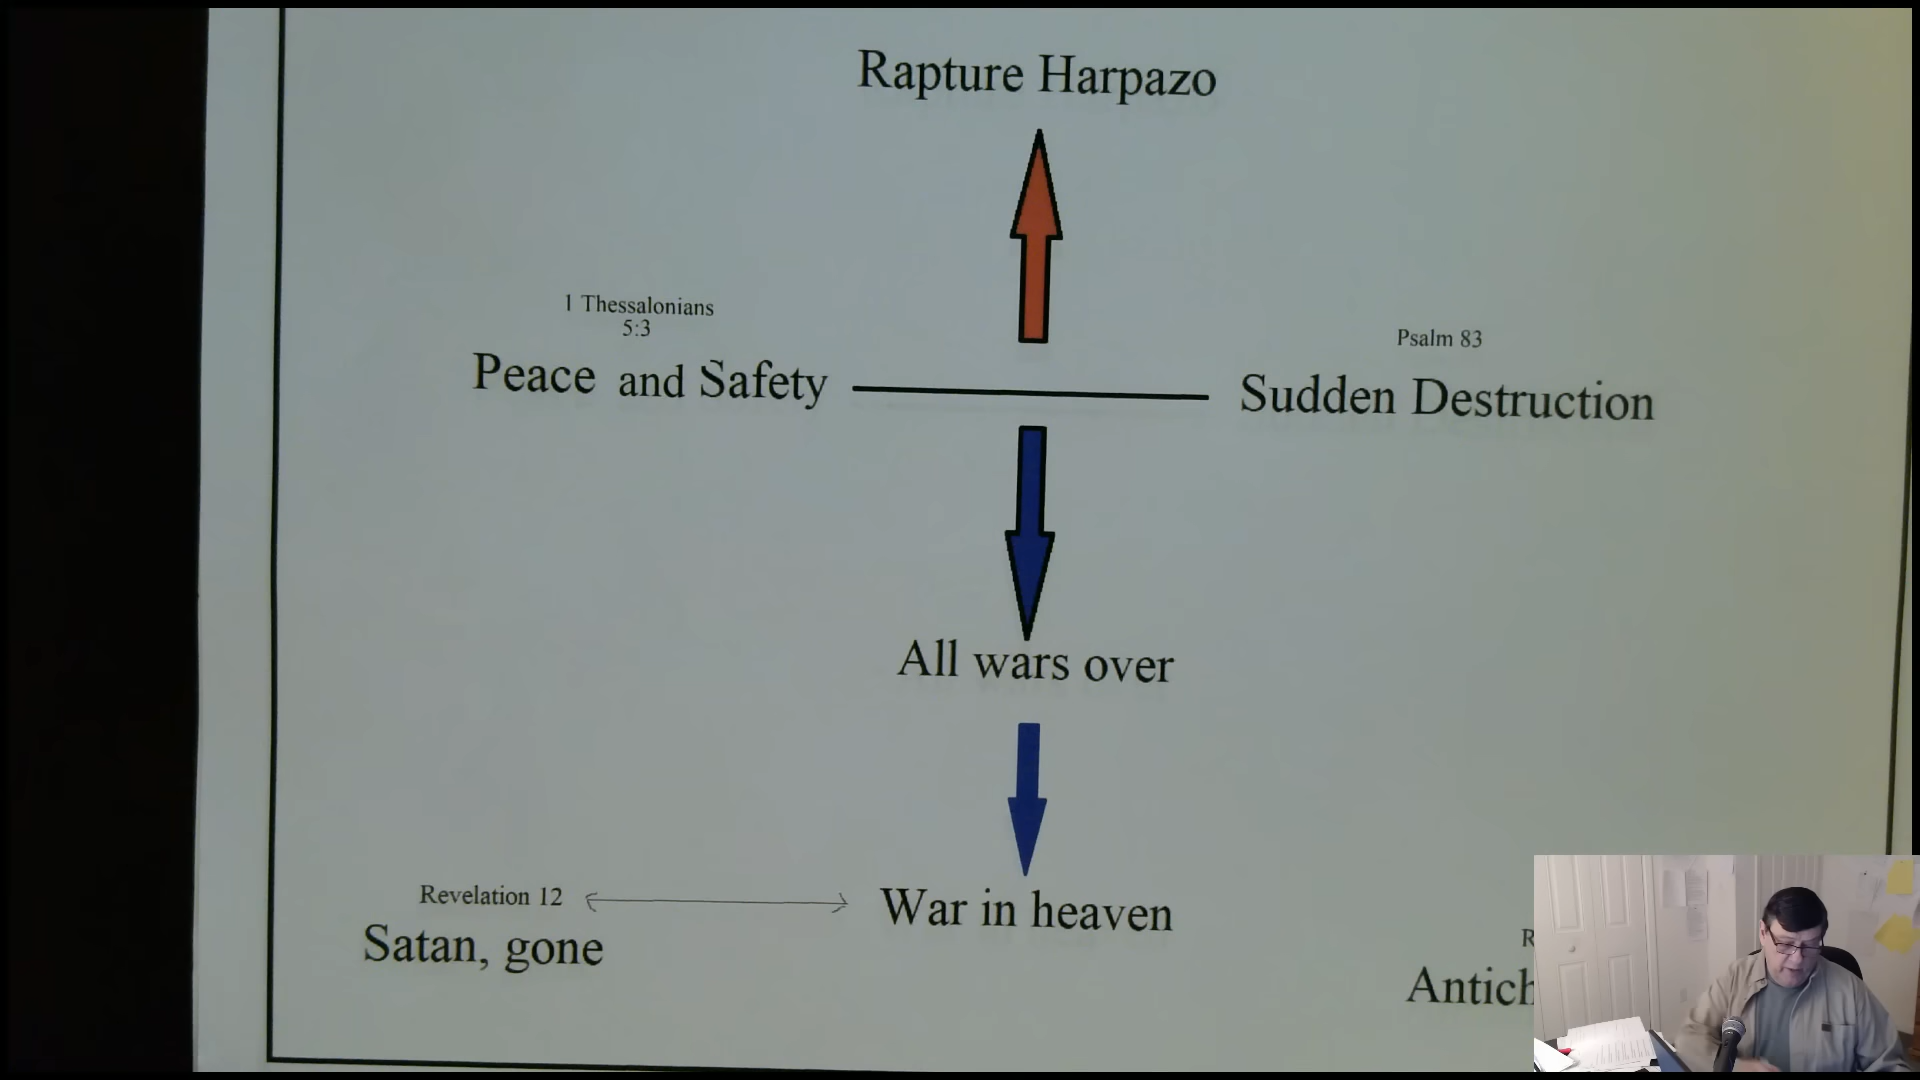 Rapture Harpazo
1 Thessalonians
5:3
Peace and Safety
Psalm 83
Sudden Destruction
All wars over
Revelation 12
War in heaven
Satan, gone
R
Antich